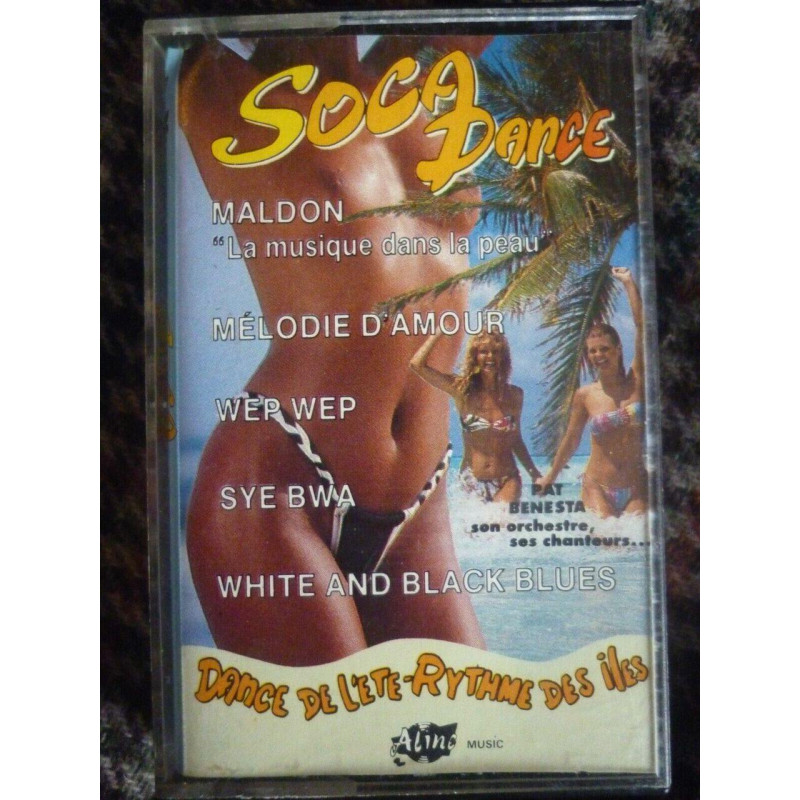 SOCA
DANCE
MALDON
"La musique dans la peau"
MÉLODIE D'AMOUR
WEP WEP
SYE BWA
PAT
BENESTA
son orchestre,
ses chanteurs...
WHITE AND BLACK BLUES
DANCE DE L'ETE-RYTHME DES ÎLES
Aline MUSIC